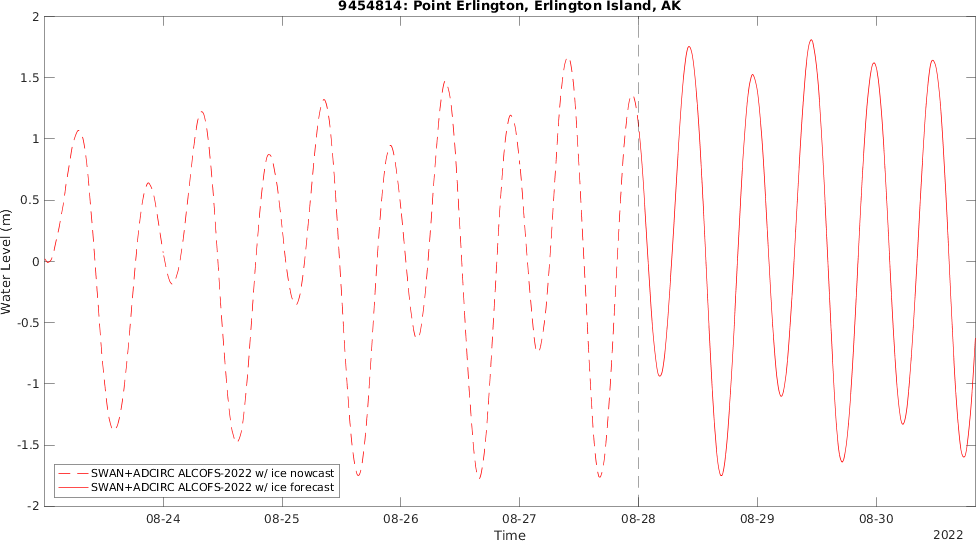 9454814: Point Erlington, Erlington Island, AK
2
1.5
1
0.5
0
-0.5
-1
-1.5
-2
Water Level (m)
SWAN+ADCIRC ALCOFS-2022 w/ ice nowcast
SWAN+ADCIRC ALCOFS-2022 w/ ice forecast
08-24 08-25 08-26 08-27 08-28 08-29 08-30
Time
2022